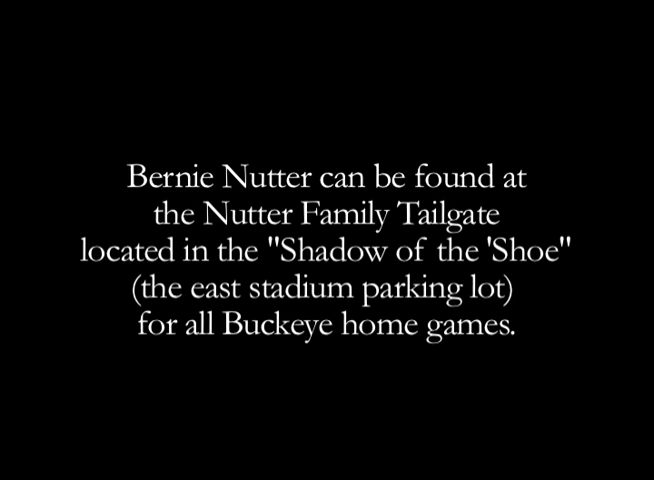 Bernie Nutter can be found at
the Nutter Family Tailgate
located in the "Shadow of the 'Shoe"
(the east stadium parking lot)
for all Buckeye home games.